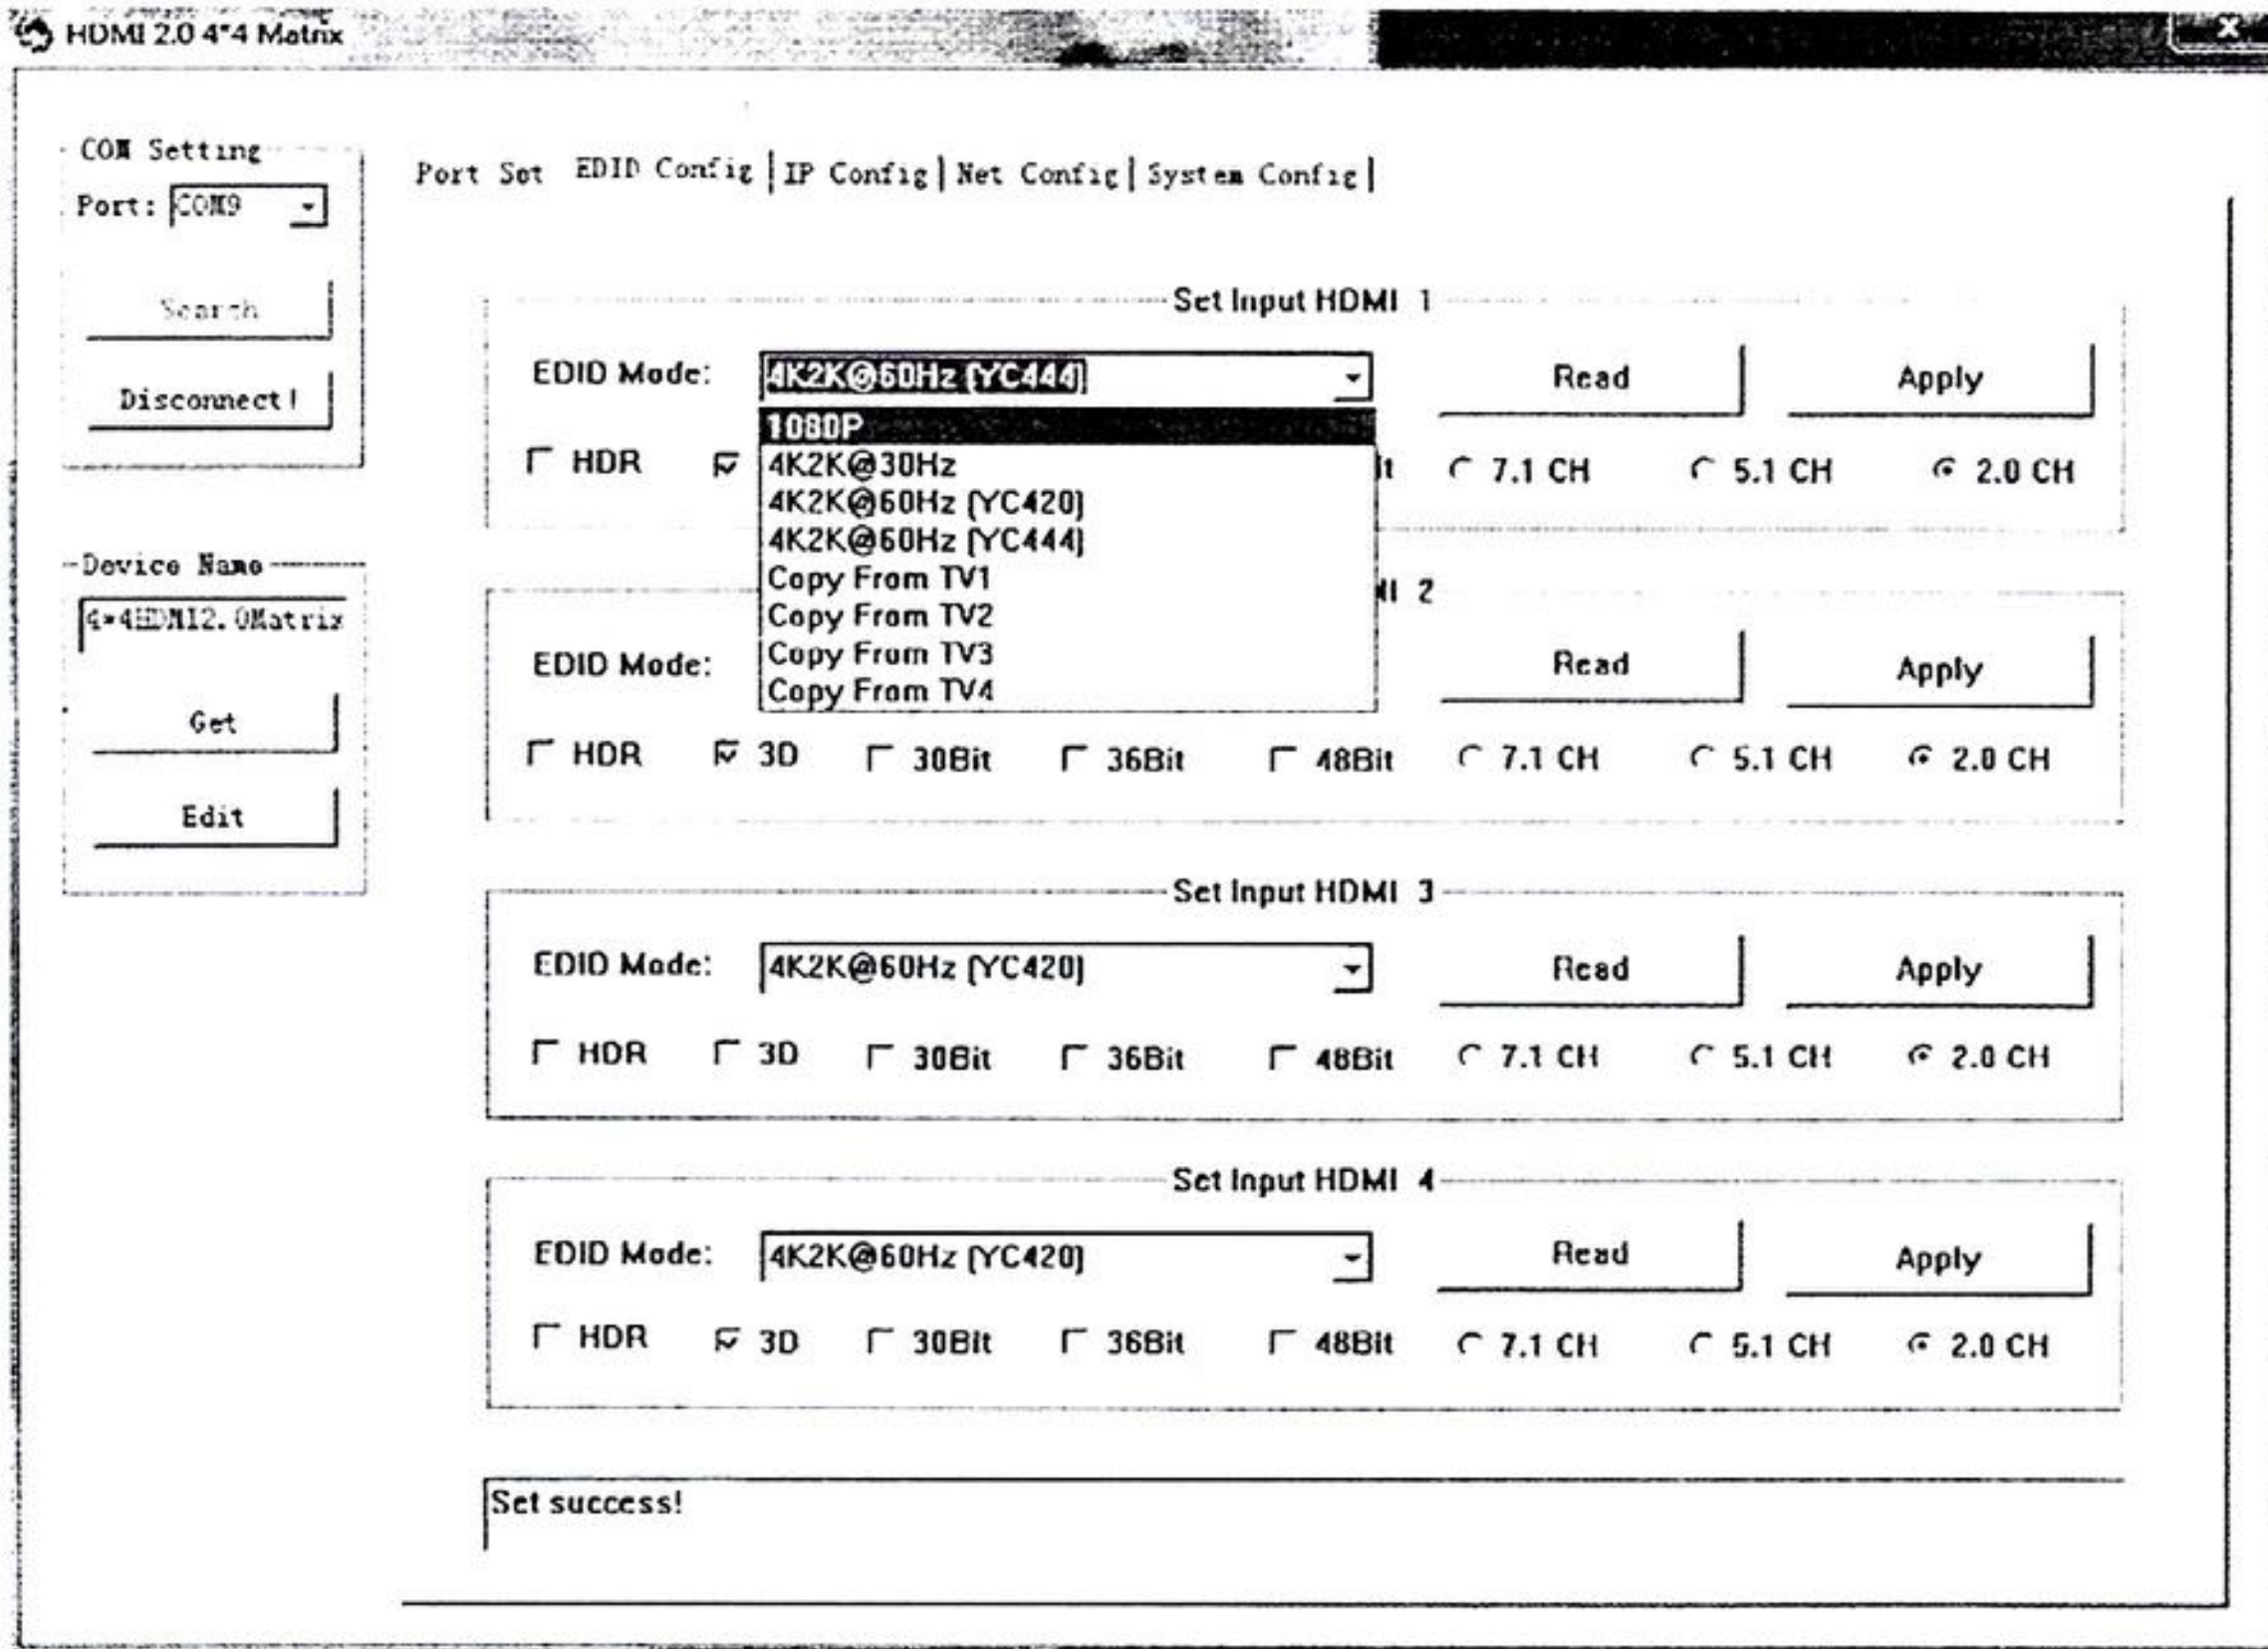 HDMI 2.0 4*4 Matrix
COM Setting
Port: COM9
Search
Disconnect!
Device Name
4*4HDMI2.0Matrix
Get
Edit
Port Set EDID Config IP Config Net Config System Config
Set Input HDMI 1
EDID Mode: 4K2K@60Hz (YC444) Read Apply
1080P
HDR 4K2K@30Hz it 7.1 CH 5.1 CH 2.0 CH
4K2K@60Hz (YC420)
4K2K@60Hz (YC444)
Copy From TV1
Copy From TV2
Copy From TV3
Copy From TV4
MI 2
EDID Mode: Read Apply
HDR 3D 30Bit 36Bit 48Bit 7.1 CH 5.1 CH 2.0 CH
Set Input HDMI 3
EDID Mode: 4K2K@60Hz (YC420) Read Apply
HDR 3D 30Bit 36Bit 48Bit 7.1 CH 5.1 CH 2.0 CH
Set Input HDMI 4
EDID Mode: 4K2K@60Hz (YC420) Read Apply
HDR 3D 30Bit 36Bit 48Bit 7.1 CH 5.1 CH 2.0 CH
Set success!